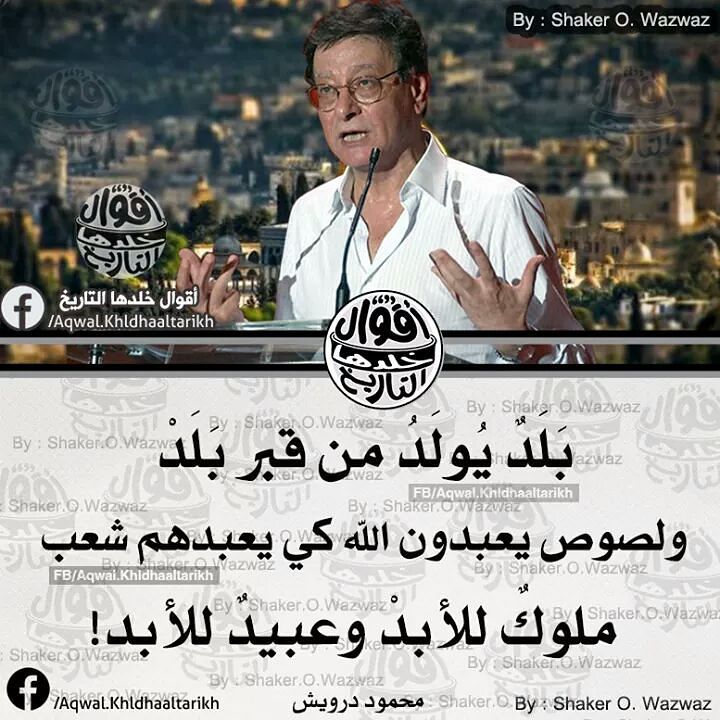 By : Shaker O. Wazwaz
أقوال خلدها التاريخ
أقوال خلدها التاريخ
/Aqwal.Khldhaaltarikh
أقوال خلدها التاريخ
بَلَدٌ يُولَدُ من قبر بَلَدْ
FB/Aqwal.Khldhaaltarikh
ولصوص يعبدون الله كي يعبدهم شعب
FB/Aqwal.Khldhaaltarikh
ملوكٌ للأبدْ وعبيدٌ للأبد!
/Aqwal.Khldhaaltarikh
محمود درويش
By : Shaker O. Wazwaz